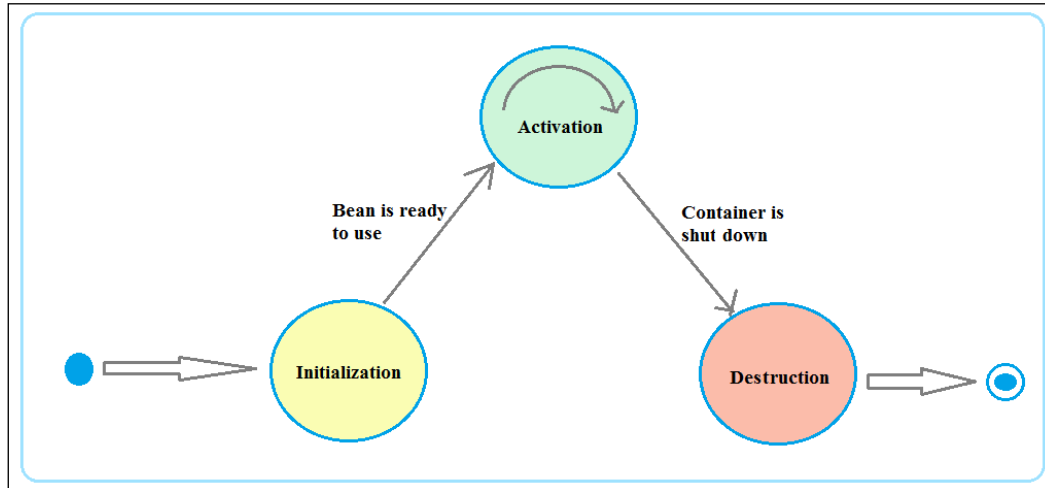 Activation
Bean is ready
to use
Container is
shut down
Initialization
Destruction